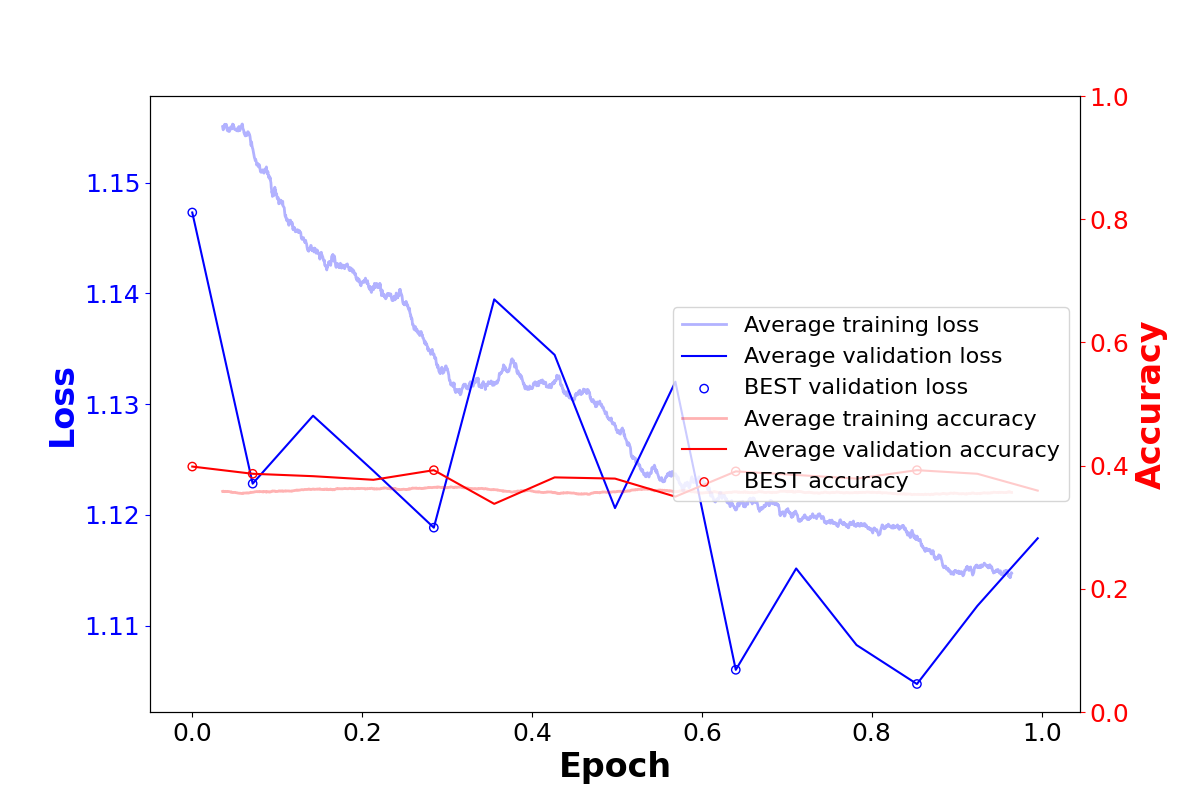 Loss
1.15
1.14
1.13
1.12
1.11
1.0
0.8
0.6
0.4
0.2
0.0
Accuracy
Average training loss
Average validation loss
BEST validation loss
Average training accuracy
Average validation accuracy
BEST accuracy
0.0 0.2 0.4 0.6 0.8 1.0
Epoch